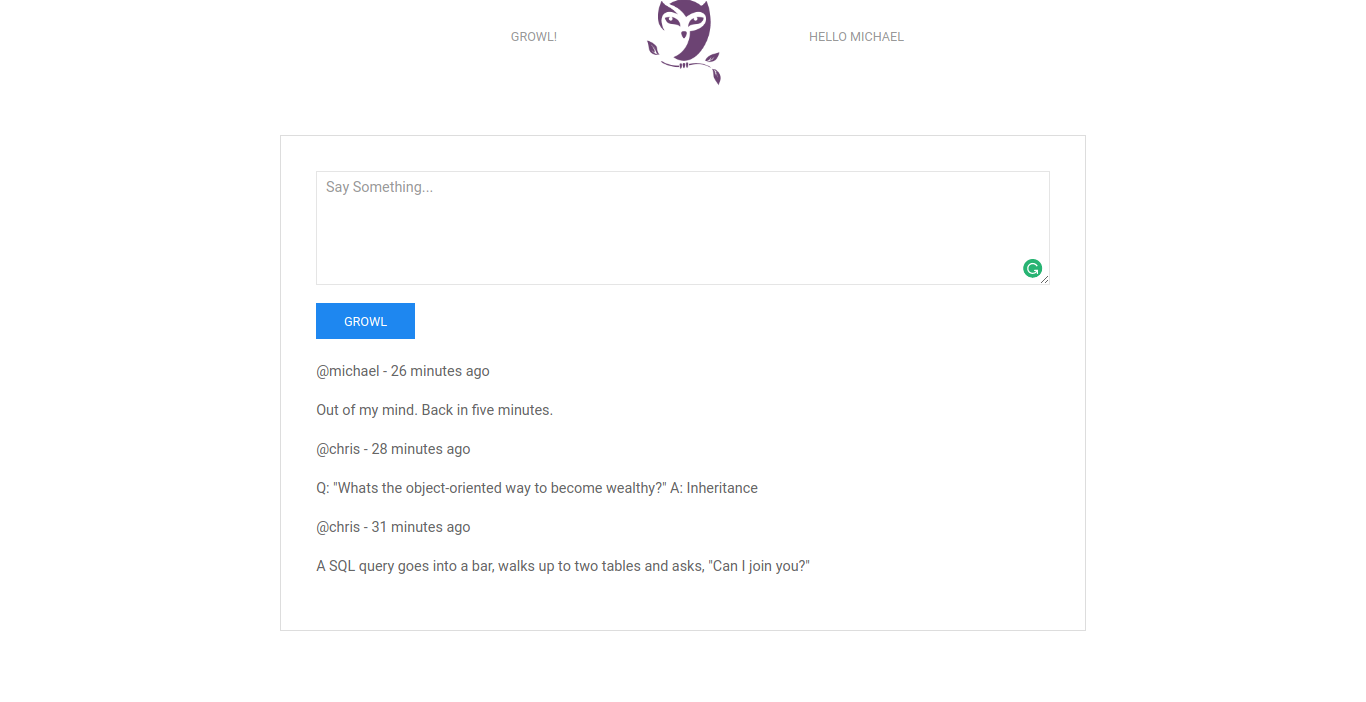 GROWL!
HELLO MICHAEL
Say Something...
GROWL
@michael - 26 minutes ago
Out of my mind. Back in five minutes.
@chris - 28 minutes ago
Q: "Whats the object-oriented way to become wealthy?" A: Inheritance
@chris - 31 minutes ago
A SQL query goes into a bar, walks up to two tables and asks, "Can I join you?"